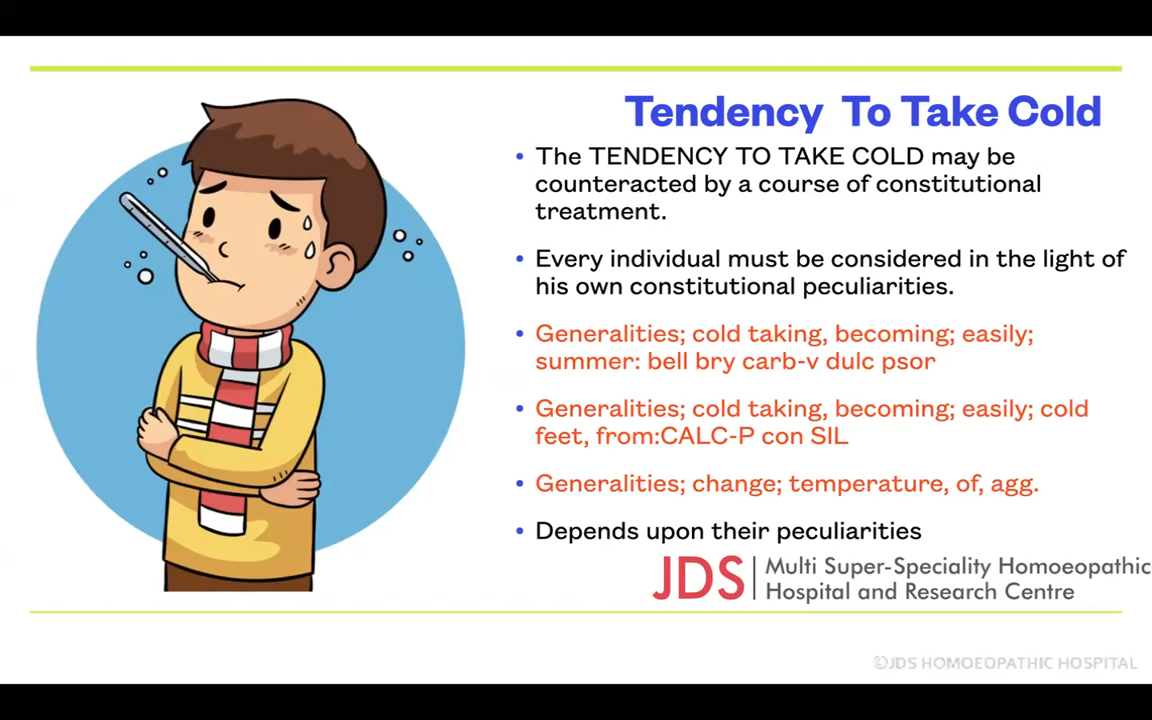 Tendency To Take Cold
• The TENDENCY TO TAKE COLD may be
counteracted by a course of constitutional
treatment.
• Every individual must be considered in the light of
his own constitutional peculiarities.
• Generalities; cold taking, becoming; easily;
summer: bell bry carb-v dulc psor
• Generalities; cold taking, becoming; easily; cold
feet, from:CALC-P con SIL
• Generalities; change; temperature, of, agg.
• Depends upon their peculiarities
JDS Multi Super-Speciality Homoeopathic
Hospital and Research Centre
©JDS HOMOEOPATHIC HOSPITAL